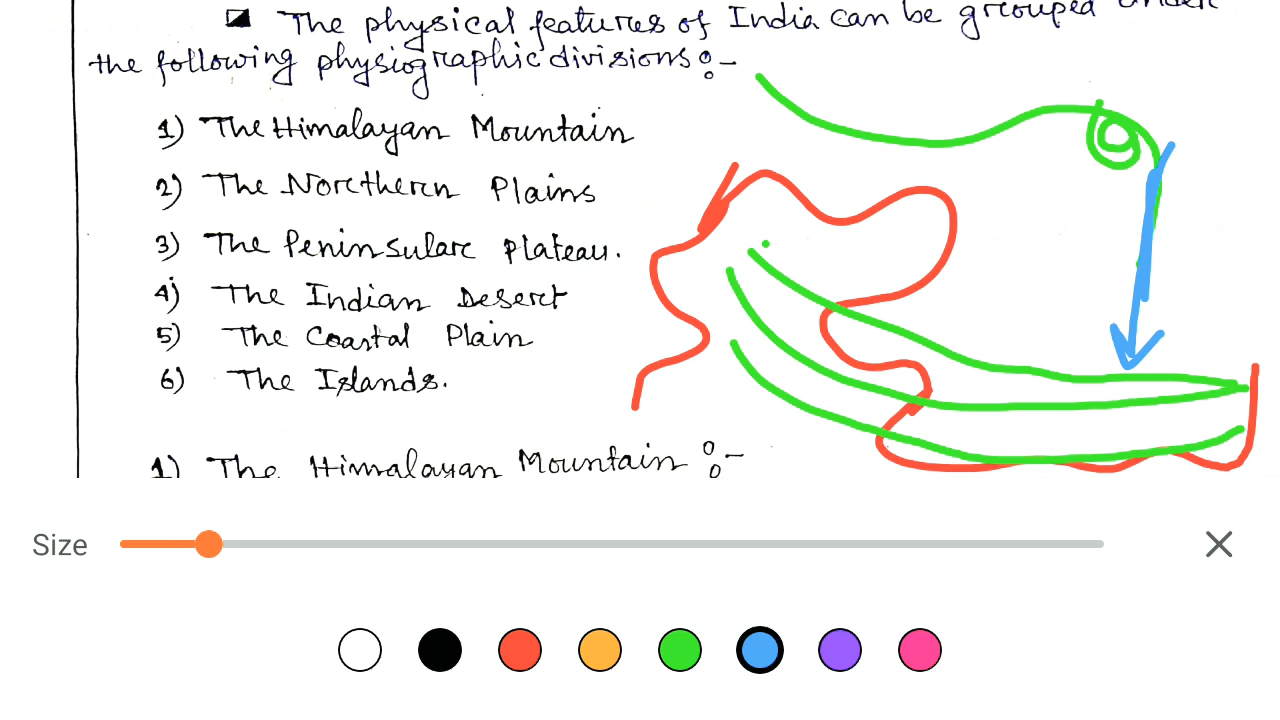 The physical features of India can be grouped under
the following physiographic divisions :-
1) The Himalayan Mountain
2) The Northern Plains
3) The Peninsular Plateau.
4) The Indian Desert
5) The Coastal Plain
6) The Islands.
1) The Himalayan Mountain :-
Size